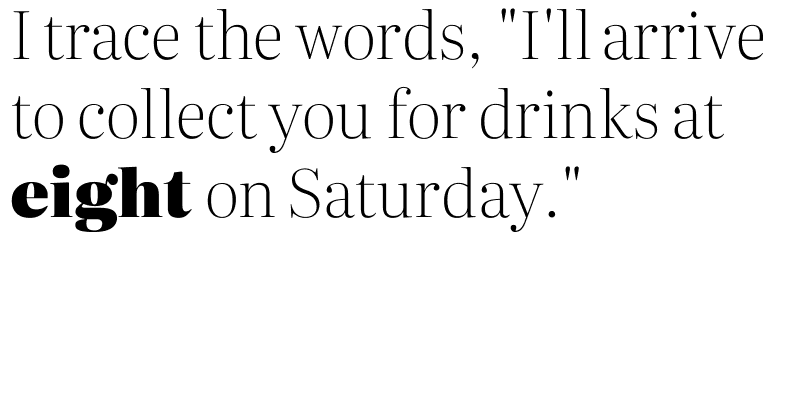 I trace the words, "I'll arrive
to collect you for drinks at
eight on Saturday."